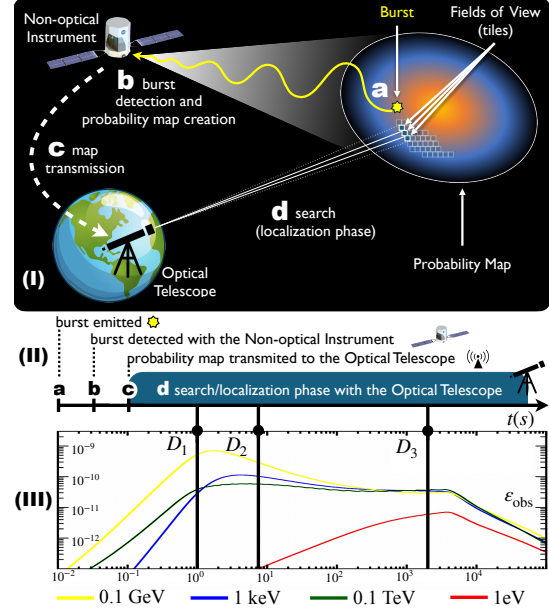 Non-optical
Instrument
Burst
Fields of View
(tiles)
a
b burst
detection and
probability map creation
c map
transmission
d search
(localization phase)
Optical
Telescope
Probability Map
(I)
burst emitted
(II)
burst detected with the Non-optical Instrument
probability map transmited to the Optical Telescope
a b c d search/localization phase with the Optical Telescope
t(s)
D₁ D₂ D₃
(III)
10⁻⁹
10⁻¹⁰
10⁻¹¹
10⁻¹²
ε_obs
10⁻² 10⁻¹ 10⁰ 10¹ 10² 10³ 10⁴
0.1 GeV 1 keV 0.1 TeV 1eV